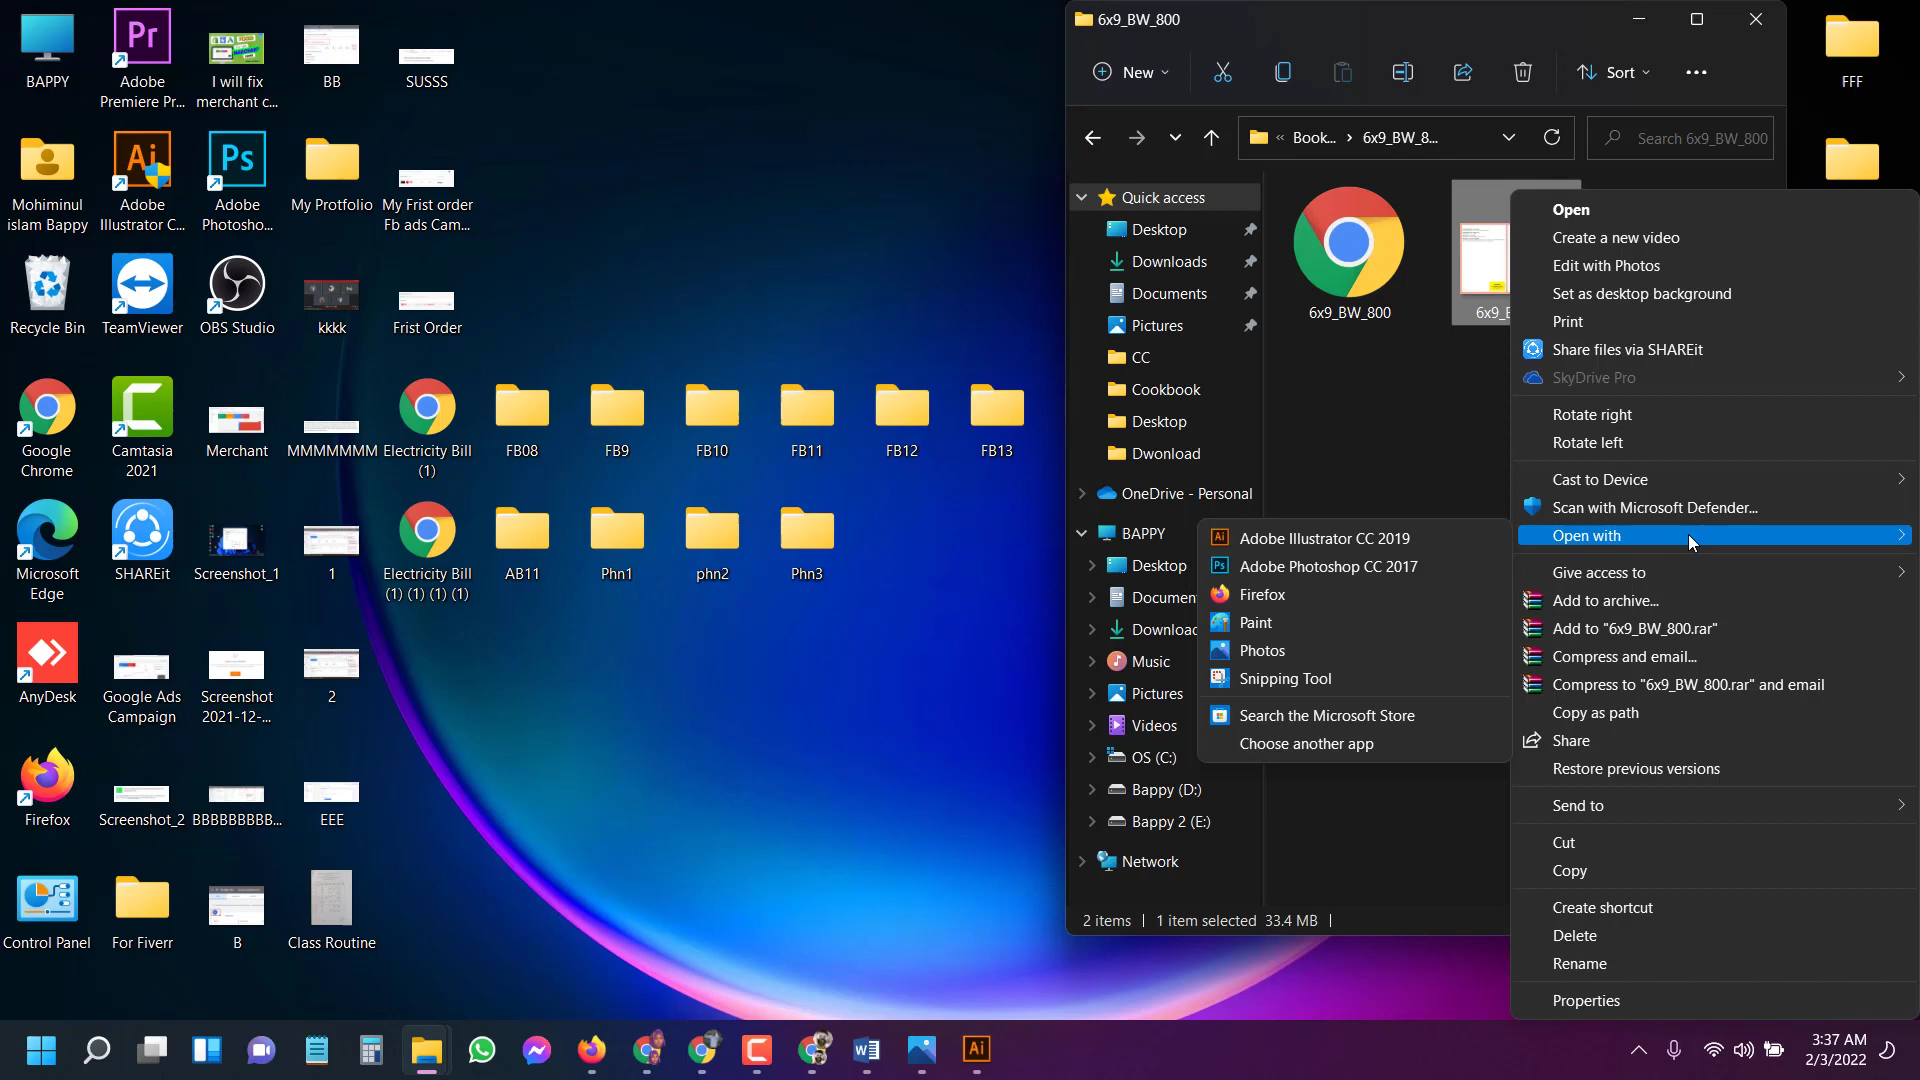 BAPPY
Adobe
Premiere Pr...
I will fix
merchant c...
BB
SUSSS
Mohiminul
islam Bappy
Adobe
Illustrator C...
Adobe
Photosho...
My Protfolio
My Frist order
Fb ads Cam...
Recycle Bin
TeamViewer
OBS Studio
kkkk
Frist Order
Google
Chrome
Camtasia
2021
Merchant
MMMMMMM
Electricity Bill
(1)
FB08
FB9
FB10
FB11
FB12
FB13
Microsoft
Edge
SHAREit
Screenshot_1
1
Electricity Bill
(1) (1) (1) (1)
AB11
Phn1
phn2
Phn3
AnyDesk
Google Ads
Campaign
Screenshot
2021-12-...
2
Firefox
Screenshot_2
BBBBBBBBB...
EEE
Control Panel
For Fiverr
B
Class Routine
6x9_BW_800
New
Sort
Book...
6x9_BW_8...
Search 6x9_BW_800
Quick access
Desktop
Downloads
Documents
Pictures
CC
Cookbook
Desktop
Dwonload
OneDrive - Personal
BAPPY
Desktop
Documen
Downloac
Music
Pictures
Videos
OS (C:)
Bappy (D:)
Bappy 2 (E:)
Network
6x9_BW_800
6x9_B
2 items
1 item selected 33.4 MB
Adobe Illustrator CC 2019
Adobe Photoshop CC 2017
Firefox
Paint
Photos
Snipping Tool
Search the Microsoft Store
Choose another app
Open
Create a new video
Edit with Photos
Set as desktop background
Print
Share files via SHAREit
SkyDrive Pro
Rotate right
Rotate left
Cast to Device
Scan with Microsoft Defender...
Open with
Give access to
Add to archive...
Add to "6x9_BW_800.rar"
Compress and email...
Compress to "6x9_BW_800.rar" and email
Copy as path
Share
Restore previous versions
Send to
Cut
Copy
Create shortcut
Delete
Rename
Properties
FFF
3:37 AM
2/3/2022